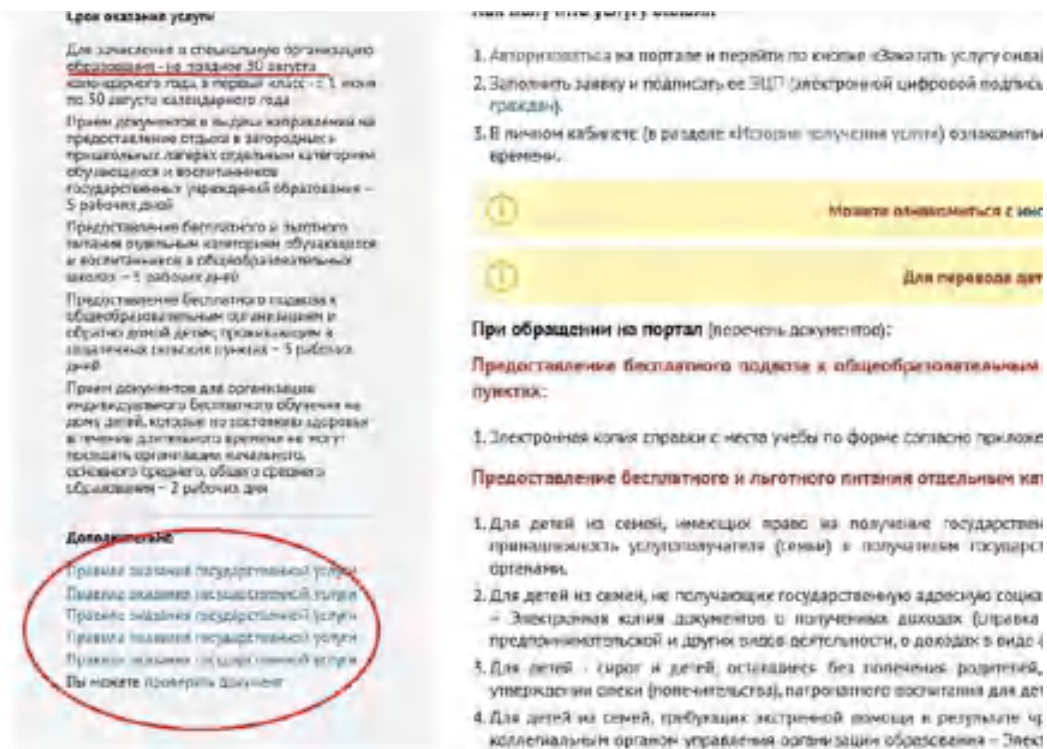 Срок оказания услуги
Для зачисления в специальную организацию
образования - не позднее 30 августа
календарного года, в первый класс - с 1 июня
по 30 августа календарного года
Прием документов и выдача направлений на
предоставление отдыха в загородных и
пришкольных лагерях отдельным категориям
обучающихся и воспитанников
государственных учреждений образования –
5 рабочих дней
Предоставление бесплатного и льготного
питания отдельным категориям обучающихся
и воспитанников в общеобразовательных
школах – 5 рабочих дней
Предоставление бесплатного подвоза к
общеобразовательным организациям и
обратно домой детям, проживающим в
отдаленных сельских пунктах – 5 рабочих
дней
Прием документов для организации
индивидуального бесплатного обучения на
дому детей, которые по состоянию здоровья
в течение длительного времени не могут
посещать организации начального,
основного среднего, общего среднего
образования – 2 рабочих дня
Дополнительно
Правила оказания государственной услуги
Правила оказания государственной услуги
Правила оказания государственной услуги
Правила оказания государственной услуги
Правила оказания государственной услуги
Вы можете проверить документ
Как получить услугу онлайн
1. Авторизоваться на портале и перейти по кнопке «Заказать услугу онлай
2. Заполнить заявку и подписать ее ЭЦП (электронной цифровой подпись
граждан).
3. В личном кабинете (в разделе «История получения услуг») ознакомитьс
времени.
Можете ознакомиться с инс
Для перевода дет
При обращении на портал (перечень документов):
Предоставление бесплатного подвоза к общеобразовательным
пунктах:
1. Электронная копия справки с места учебы по форме согласно приложе
Предоставление бесплатного и льготного питания отдельным кат
1. Для детей из семей, имеющих право на получение государствен
принадлежность услугополучателя (семьи) к получателям государст
органами.
2. Для детей из семей, не получающих государственную адресную социа
– Электронная копия документов о полученных доходах (справка
предпринимательской и других видов деятельности, о доходах в виде а
3. Для детей - сирот и детей, оставшиеся без попечения родителей,
утверждении опеки (попечительства), патронатного воспитания для дет
4. Для детей из семей, требующих экстренной помощи в результате чр
коллегиальным органом управления организации образования – Элект